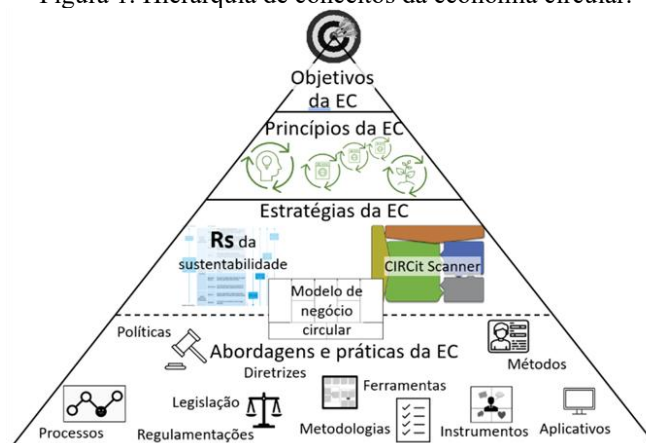 Figura 1. Hierarquia de conceitos da economia circular.
Objetivos
da EC
Princípios da EC
Estratégias da EC
Rs da
sustentabilidade
CIRCit Scanner
Modelo de
negócio
circular
Políticas
Abordagens e práticas da EC
Métodos
Diretrizes
Ferramentas
Legislação
Processos
Regulamentações
Metodologias
Instrumentos
Aplicativos